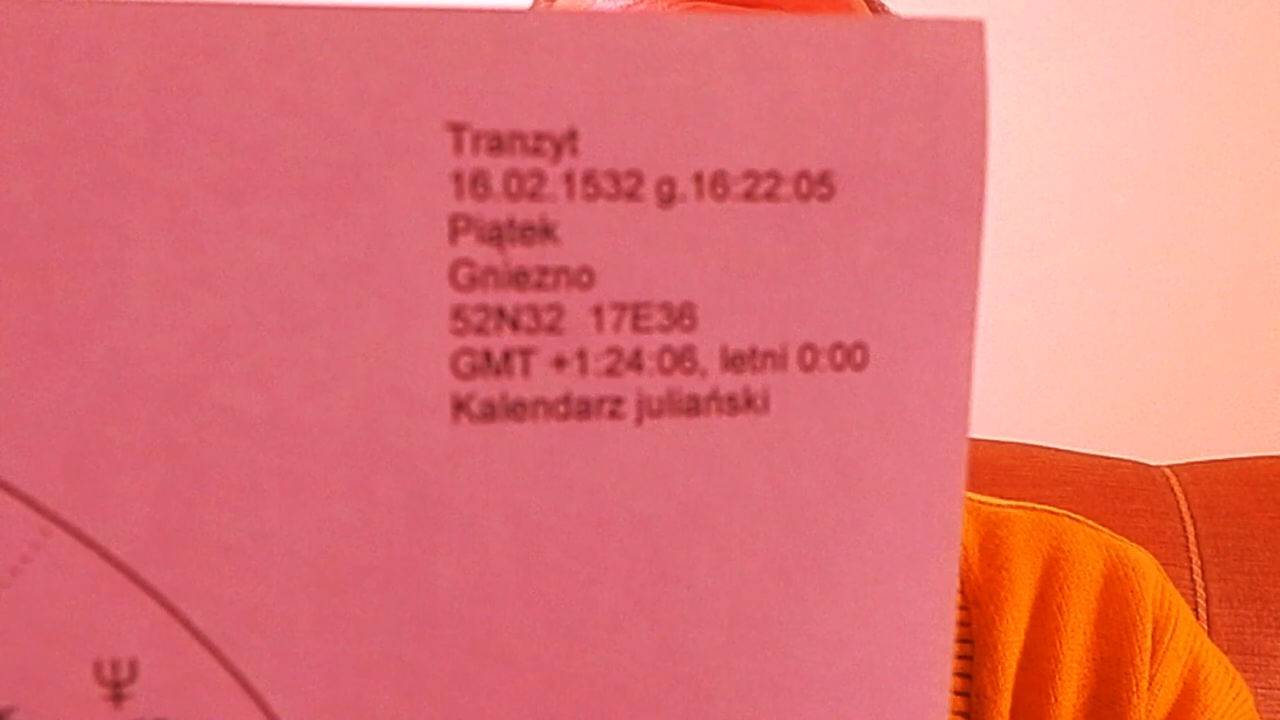 Tranzyt
16.02.1532 g.16:22:05
Piątek
Gniezno
52N32 17E36
GMT +1:24:06, letni 0:00
Kalendarz juliański